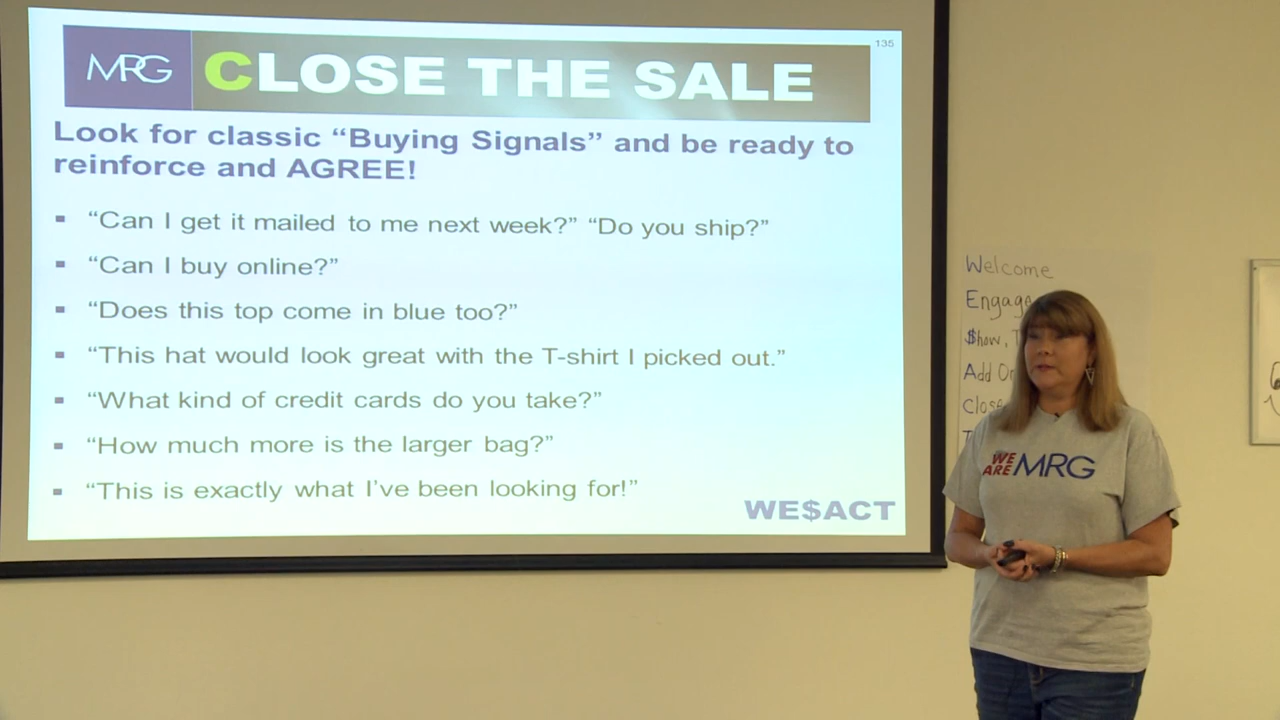 135
MRG
CLOSE THE SALE
Look for classic “Buying Signals” and be ready to
reinforce and AGREE!
▪ “Can I get it mailed to me next week?” “Do you ship?”
▪ “Can I buy online?”
▪ “Does this top come in blue too?”
▪ “This hat would look great with the T-shirt I picked out.”
▪ “What kind of credit cards do you take?”
▪ “How much more is the larger bag?”
▪ “This is exactly what I’ve been looking for!”
WE$ACT
Welcome
Engage
$how,
Add
Close
WE
ARE MRG